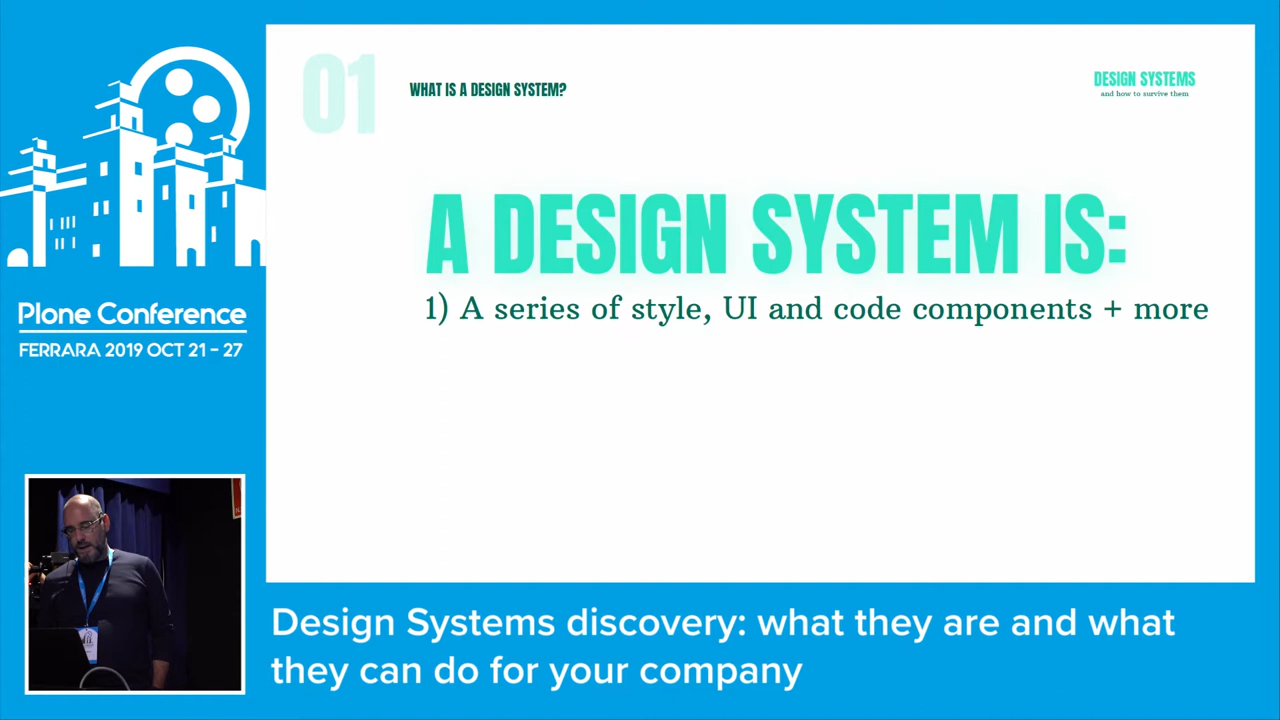 01
WHAT IS A DESIGN SYSTEM?
DESIGN SYSTEMS
and how to survive them
A DESIGN SYSTEM IS:
1) A series of style, UI and code components + more
Plone Conference
FERRARA 2019 OCT 21 - 27
Design Systems discovery: what they are and what
they can do for your company